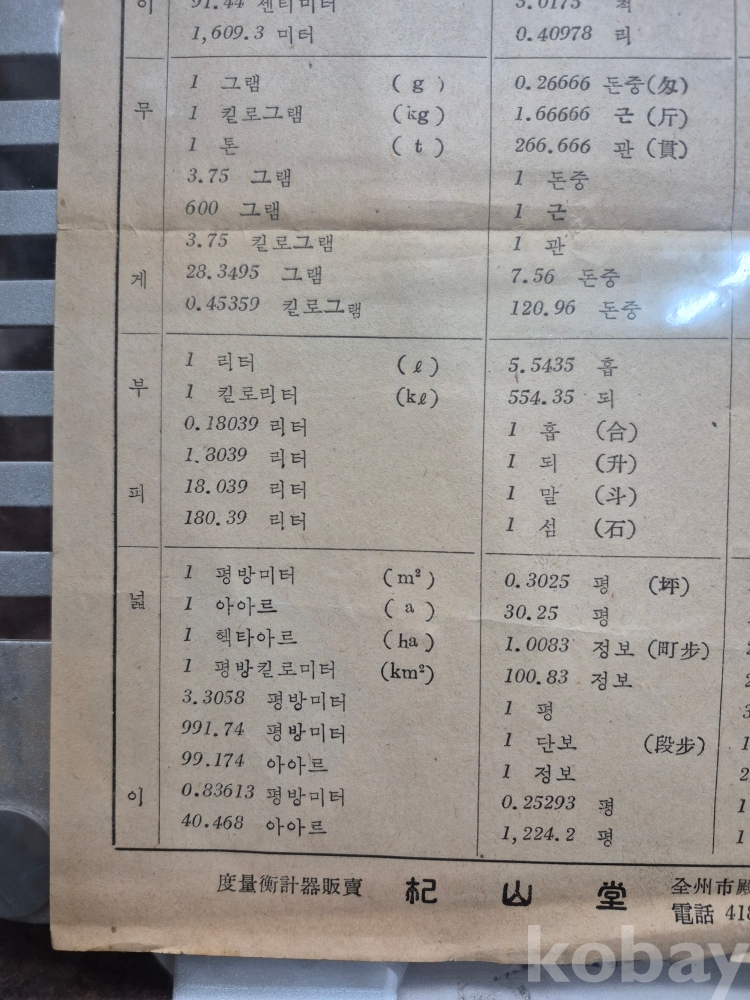 이 91.44 센티미터 3.0175 척
1,609.3 미터 0.40978 리
무 1 그램 (g) 0.26666 돈중(匁)
1 킬로그램 (kg) 1.66666 근 (斤)
1 톤 (t) 266.666 관 (貫)
3.75 그램 1 돈중
600 그램 1 근
3.75 킬로그램 1 관
게 28.3495 그램 7.56 돈중
0.45359 킬로그램 120.96 돈중
부 1 리터 (ℓ) 5.5435 홉
1 킬로리터 (kℓ) 554.35 되
0.18039 리터 1 홉 (合)
1.8039 리터 1 되 (升)
피 18.039 리터 1 말 (斗)
180.39 리터 1 섬 (石)
넓 1 평방미터 (m²) 0.3025 평 (坪)
1 아아르 (a) 30.25 평
1 헥타아르 (ha) 1.0083 정보 (町步)
1 평방킬로미터 (km²) 100.83 정보
3.3058 평방미터 1 평
991.74 평방미터 1 단보 (段步)
99.174 아아르 1 정보
이 0.83613 평방미터 0.25293 평
40.468 아아르 1,224.2 평
度量衡計器販賣 杞山堂 全州市殿
電話 418
kobay